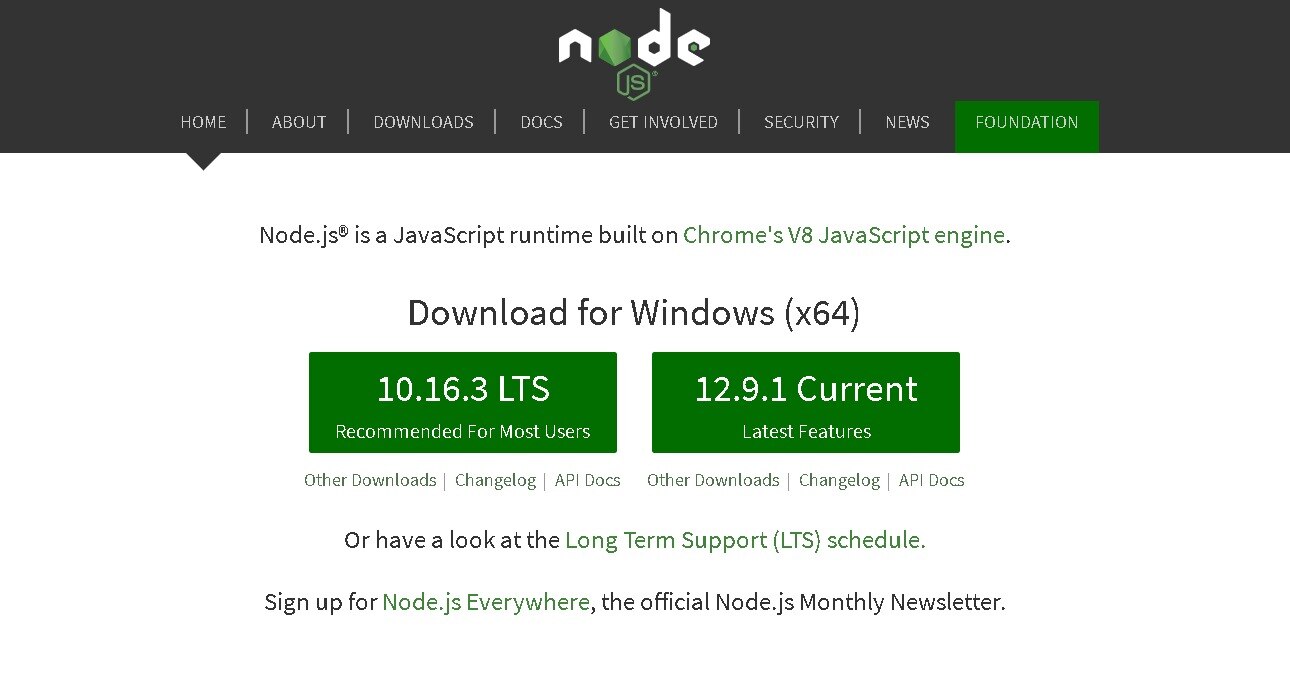 node
JS®
HOME | ABOUT | DOWNLOADS | DOCS | GET INVOLVED | SECURITY | NEWS FOUNDATION
Node.js® is a JavaScript runtime built on Chrome's V8 JavaScript engine.
Download for Windows (x64)
10.16.3 LTS 12.9.1 Current
Recommended For Most Users Latest Features
Other Downloads | Changelog | API Docs Other Downloads | Changelog | API Docs
Or have a look at the Long Term Support (LTS) schedule.
Sign up for Node.js Everywhere, the official Node.js Monthly Newsletter.